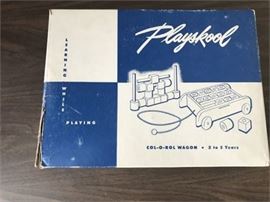 Playskool
LEARNING
WHILE
PLAYING
COL-O-ROL WAGON • 2 to 5 Years